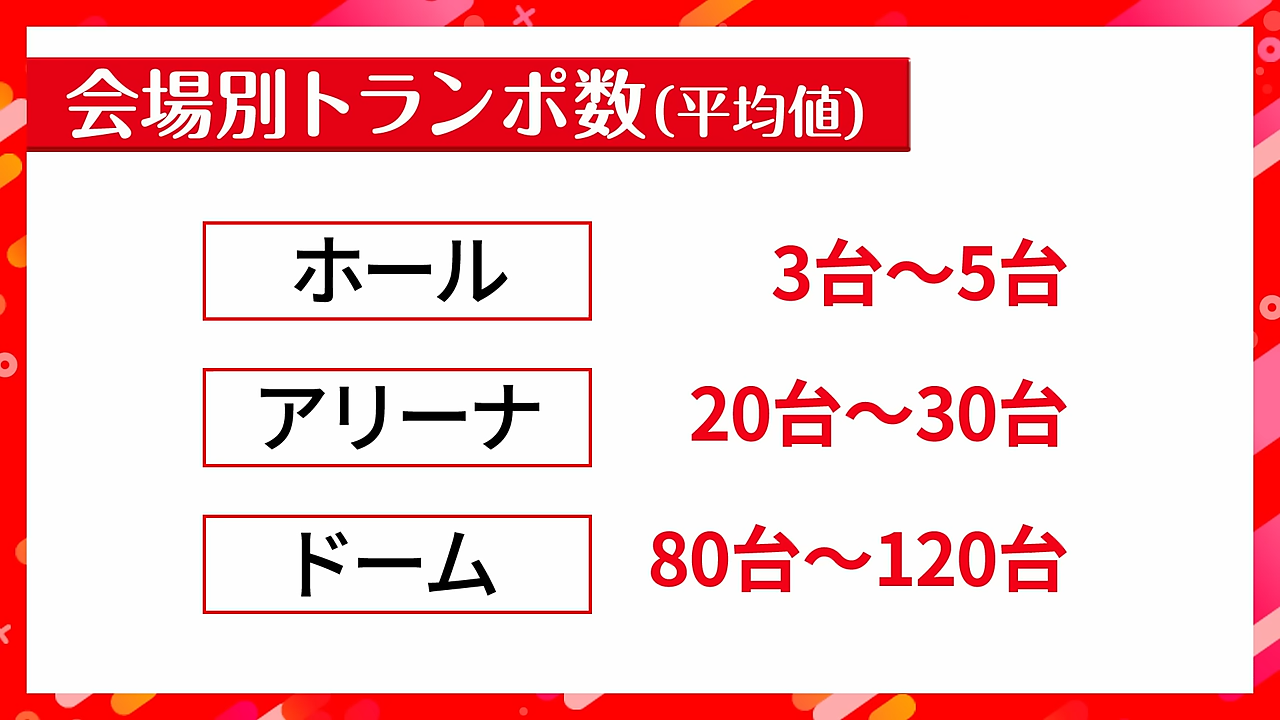 会場別トランポ数(平均値)
ホール 3台〜5台
アリーナ 20台〜30台
ドーム 80台〜120台